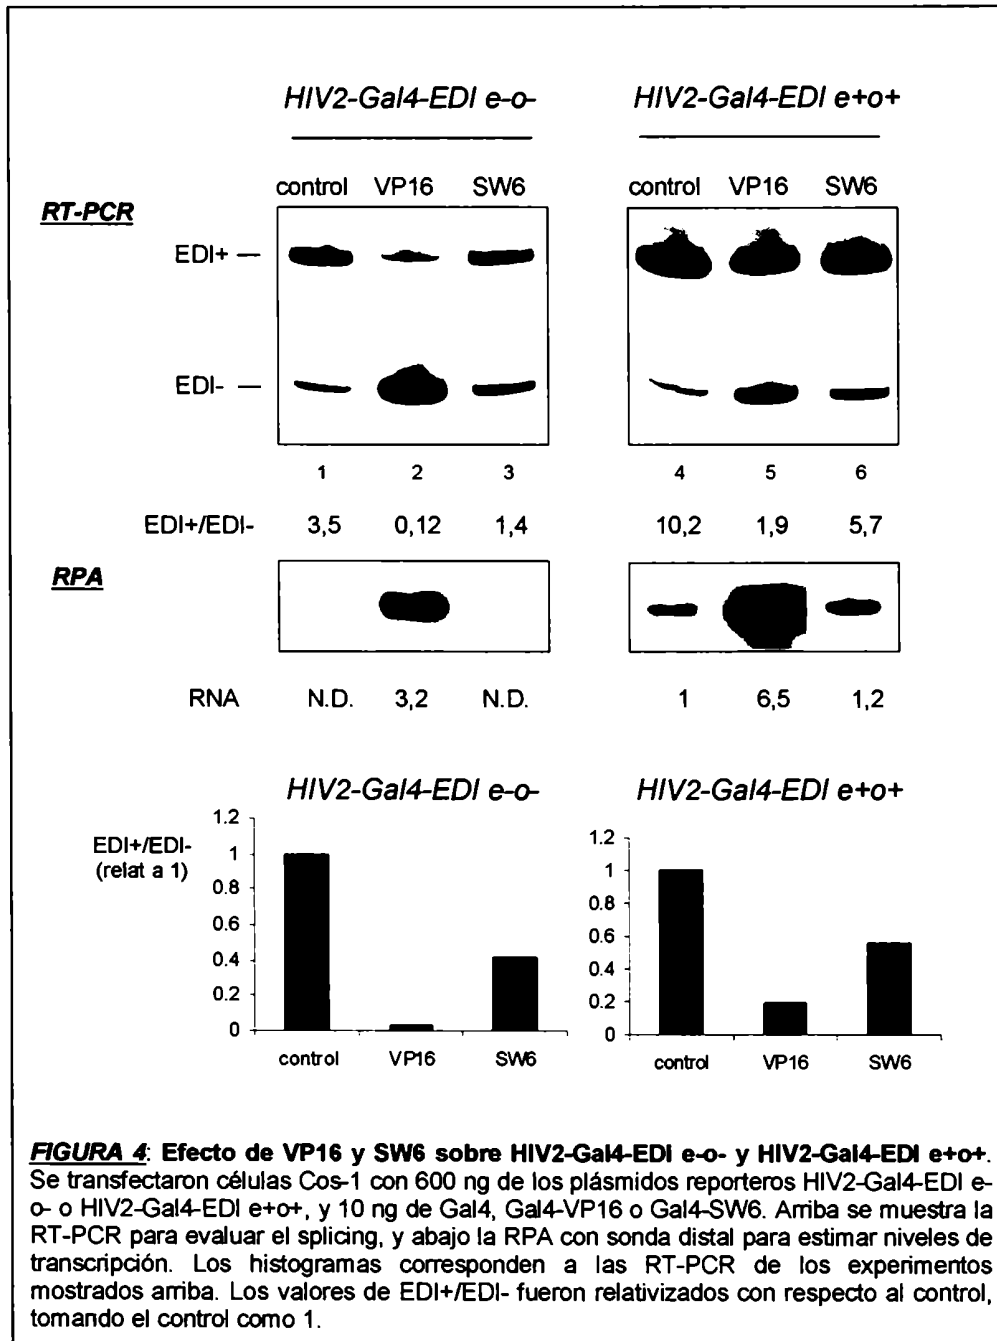 HIV2-Gal4-EDI e-o- HIV2-Gal4-EDI e+o+
control VP16 SW6 control VP16 SW6
RT-PCR
EDI+ —
EDI- —
1 2 3 4 5 6
EDI+/EDI- 3,5 0,12 1,4 10,2 1,9 5,7
RPA
RNA N.D. 3,2 N.D. 1 6,5 1,2
HIV2-Gal4-EDI e-o- HIV2-Gal4-EDI e+o+
EDI+/EDI-
(relat a 1)
1.2
1
0.8
0.6
0.4
0.2
0
control VP16 SW6
1.2
1
0.8
0.6
0.4
0.2
0
control VP16 SW6
FIGURA 4: Efecto de VP16 y SW6 sobre HIV2-Gal4-EDI e-o- y HIV2-Gal4-EDI e+o+.
Se transfectaron células Cos-1 con 600 ng de los plásmidos reporteros HIV2-Gal4-EDI e-
o- o HIV2-Gal4-EDI e+o+, y 10 ng de Gal4, Gal4-VP16 o Gal4-SW6. Arriba se muestra la
RT-PCR para evaluar el splicing, y abajo la RPA con sonda distal para estimar niveles de
transcripción. Los histogramas corresponden a las RT-PCR de los experimentos
mostrados arriba. Los valores de EDI+/EDI- fueron relativizados con respecto al control,
tomando el control como 1.